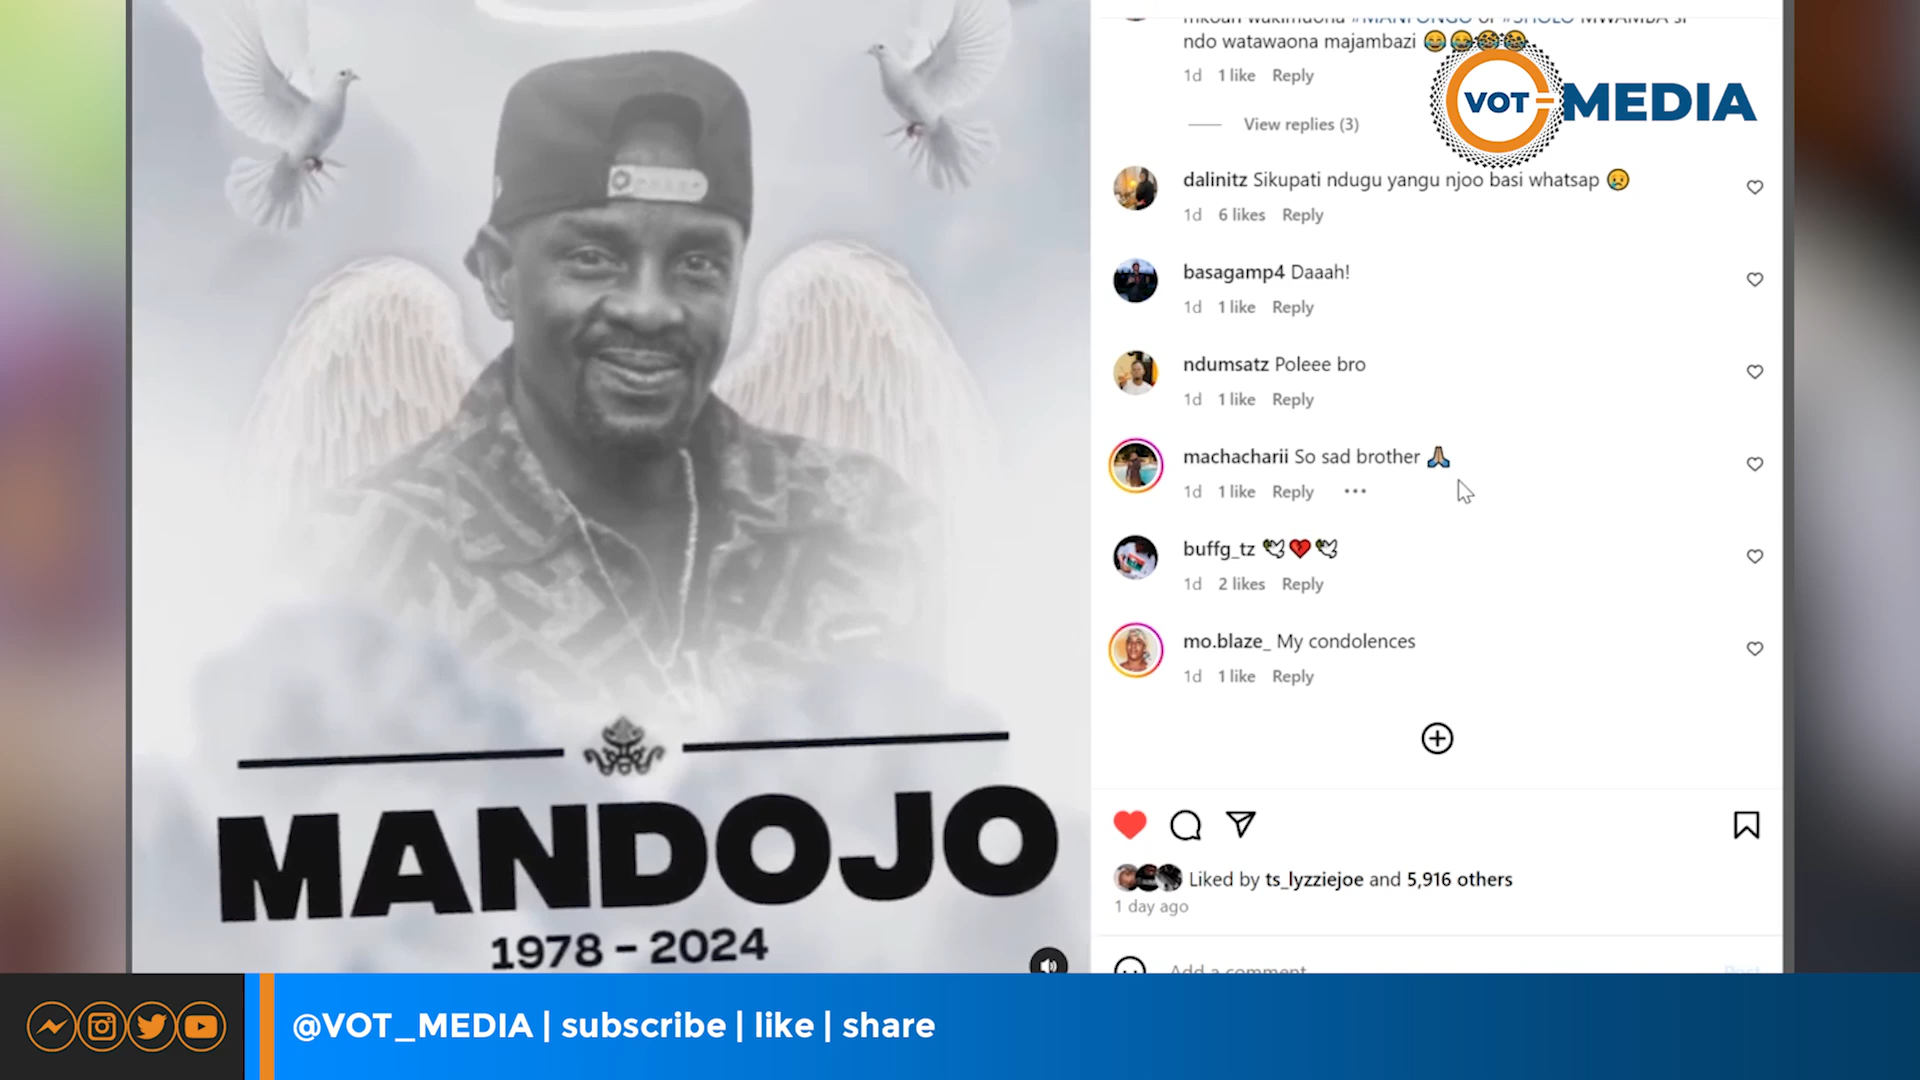 MANDOJO
1978 - 2024
ndo watawaona majambazi 😂😂😹😹
1d 1 like Reply
View replies (3)
VOT MEDIA
dalinitz Sikupati ndugu yangu njoo basi whatsap 😢
1d 6 likes Reply
basagamp4 Daaah!
1d 1 like Reply
ndumsatz Poleee bro
1d 1 like Reply
machacharii So sad brother 🙏🏽
1d 1 like Reply •••
buffg_tz 🕊️💔🕊️
1d 2 likes Reply
mo.blaze_ My condolences
1d 1 like Reply
Liked by ts_lyzziejoe and 5,916 others
1 day ago
Add a comment
@VOT_MEDIA | subscribe | like | share